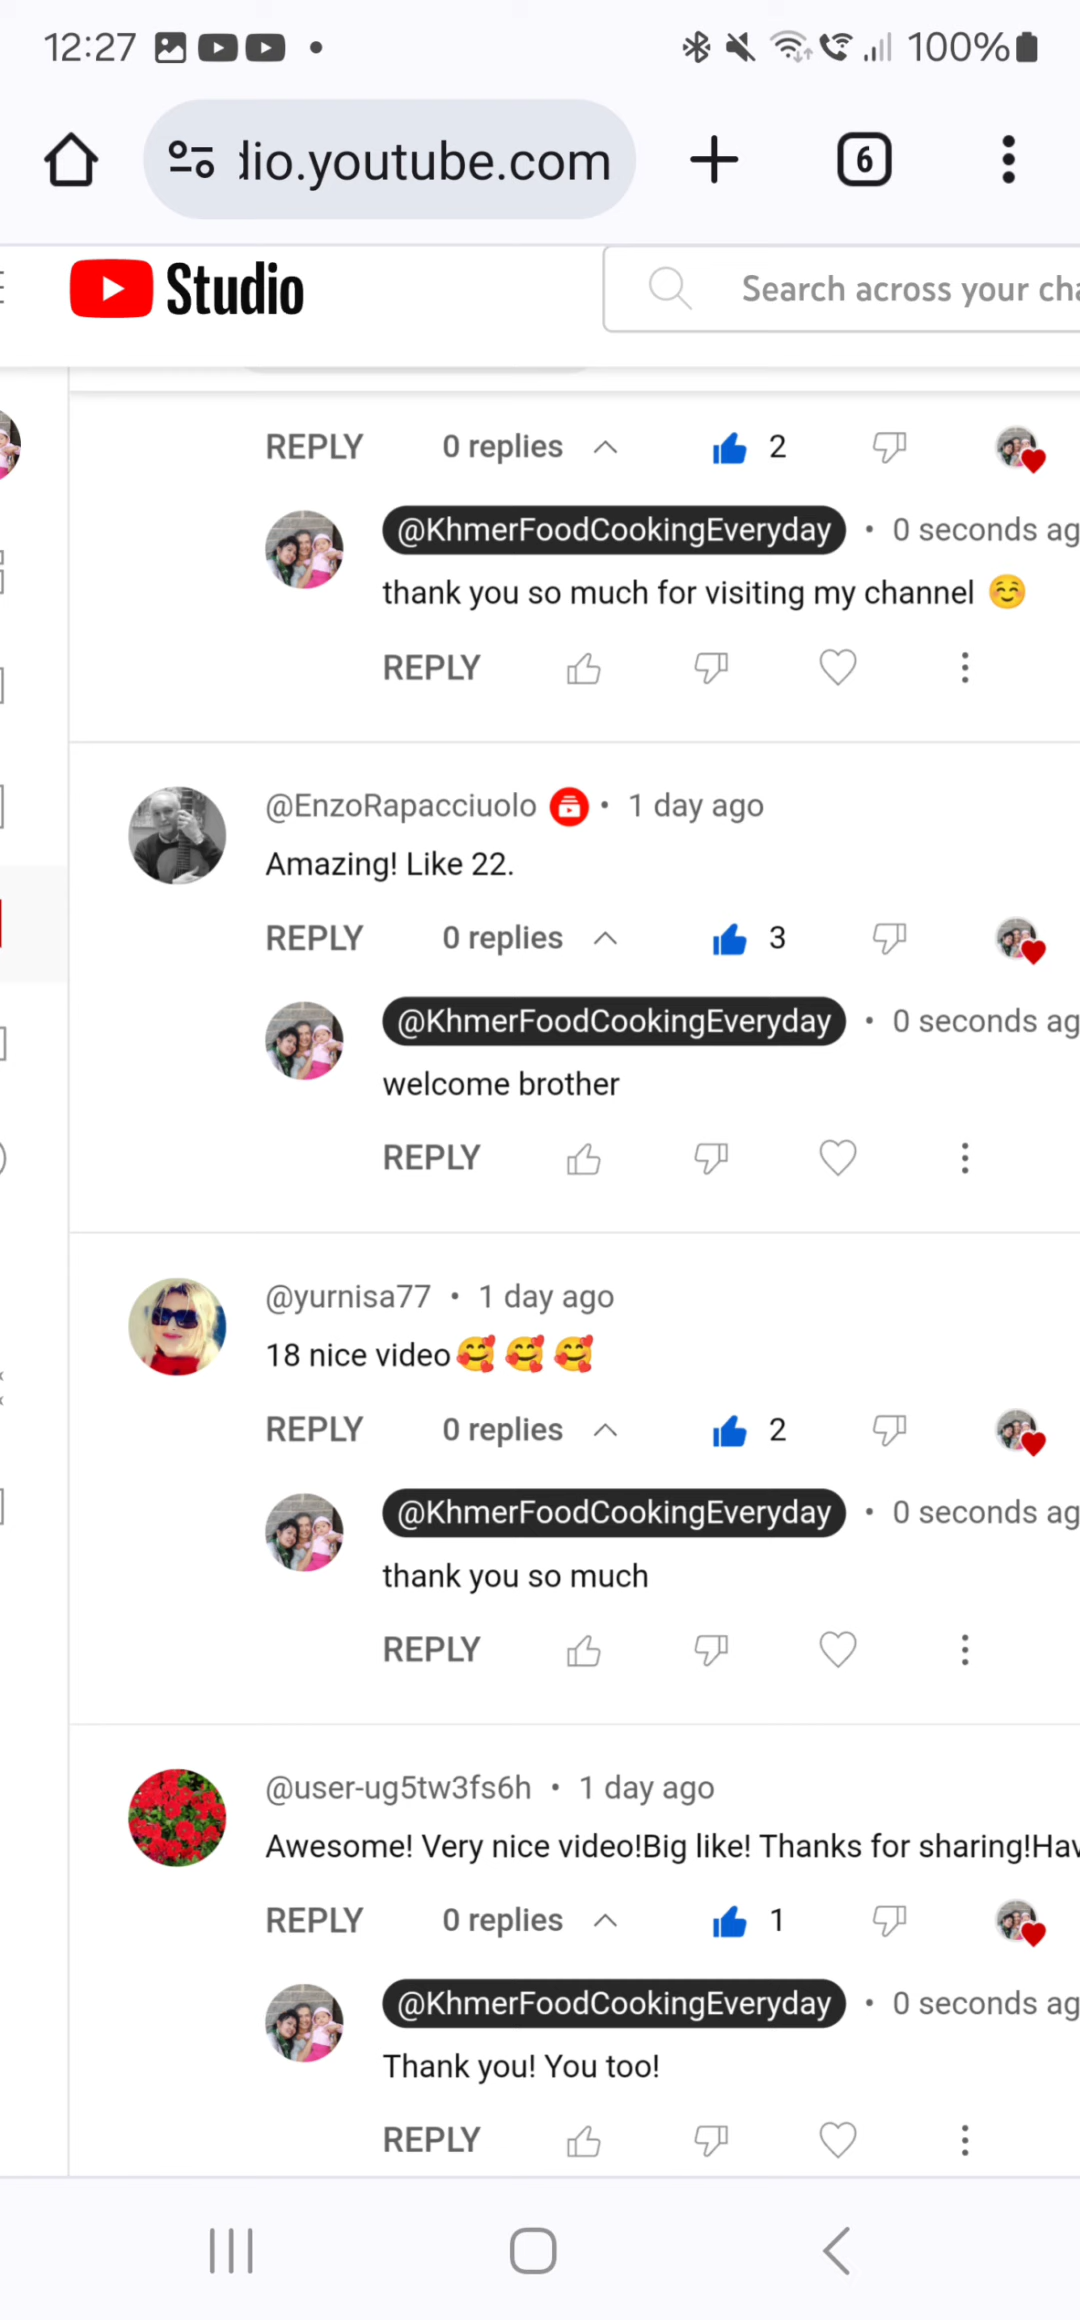 12:27 100%
dio.youtube.com 6
Studio Search across your cha
REPLY 0 replies 2
@KhmerFoodCookingEveryday • 0 seconds ag
thank you so much for visiting my channel ☺️
REPLY
@EnzoRapacciuolo • 1 day ago
Amazing! Like 22.
REPLY 0 replies 3
@KhmerFoodCookingEveryday • 0 seconds ag
welcome brother
REPLY
@yurnisa77 • 1 day ago
18 nice video🥰🥰🥰
REPLY 0 replies 2
@KhmerFoodCookingEveryday • 0 seconds ag
thank you so much
REPLY
@user-ug5tw3fs6h • 1 day ago
Awesome! Very nice video!Big like! Thanks for sharing!Hav
REPLY 0 replies 1
@KhmerFoodCookingEveryday • 0 seconds ag
Thank you! You too!
REPLY